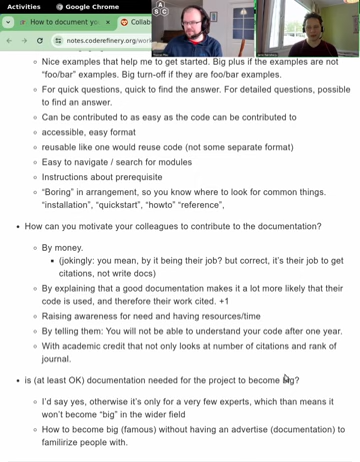 Activities
Google Chrome
How to document yo
Collab
notes.coderefinery.org/wor
Nice examples that help me to get started. Big plus if the examples are not
“foo/bar” examples. Big turn-off if they are foo/bar examples.
For quick questions, quick to find the answer. For detailed questions, possible
to find an answer.
Can be contributed to as easy as the code can be contributed to
accessible, easy format
reusable like one would reuse code (not some separate format)
Easy to navigate / search for modules
Instructions about prerequisite
“Boring” in arrangement, so you know where to look for common things.
“installation”, “quickstart”, “howto” “reference”,
How can you motivate your colleagues to contribute to the documentation?
By money.
(jokingly: you mean, by it being their job? but correct, it’s their job to get
citations, not write docs)
By explaining that a good documentation makes it a lot more likely that their
code is used, and therefore their work cited. +1
Raising awareness for need and having resources/time
By telling them: You will not be able to understand your code after one year.
With academic credit that not only looks at number of citations and rank of
journal.
is (at least OK) documentation needed for the project to become big?
I’d say yes, otherwise it’s only for a very few experts, which than means it
won’t become “big” in the wider field
How to become big (famous) without having an advertise (documentation) to
familirize people with.